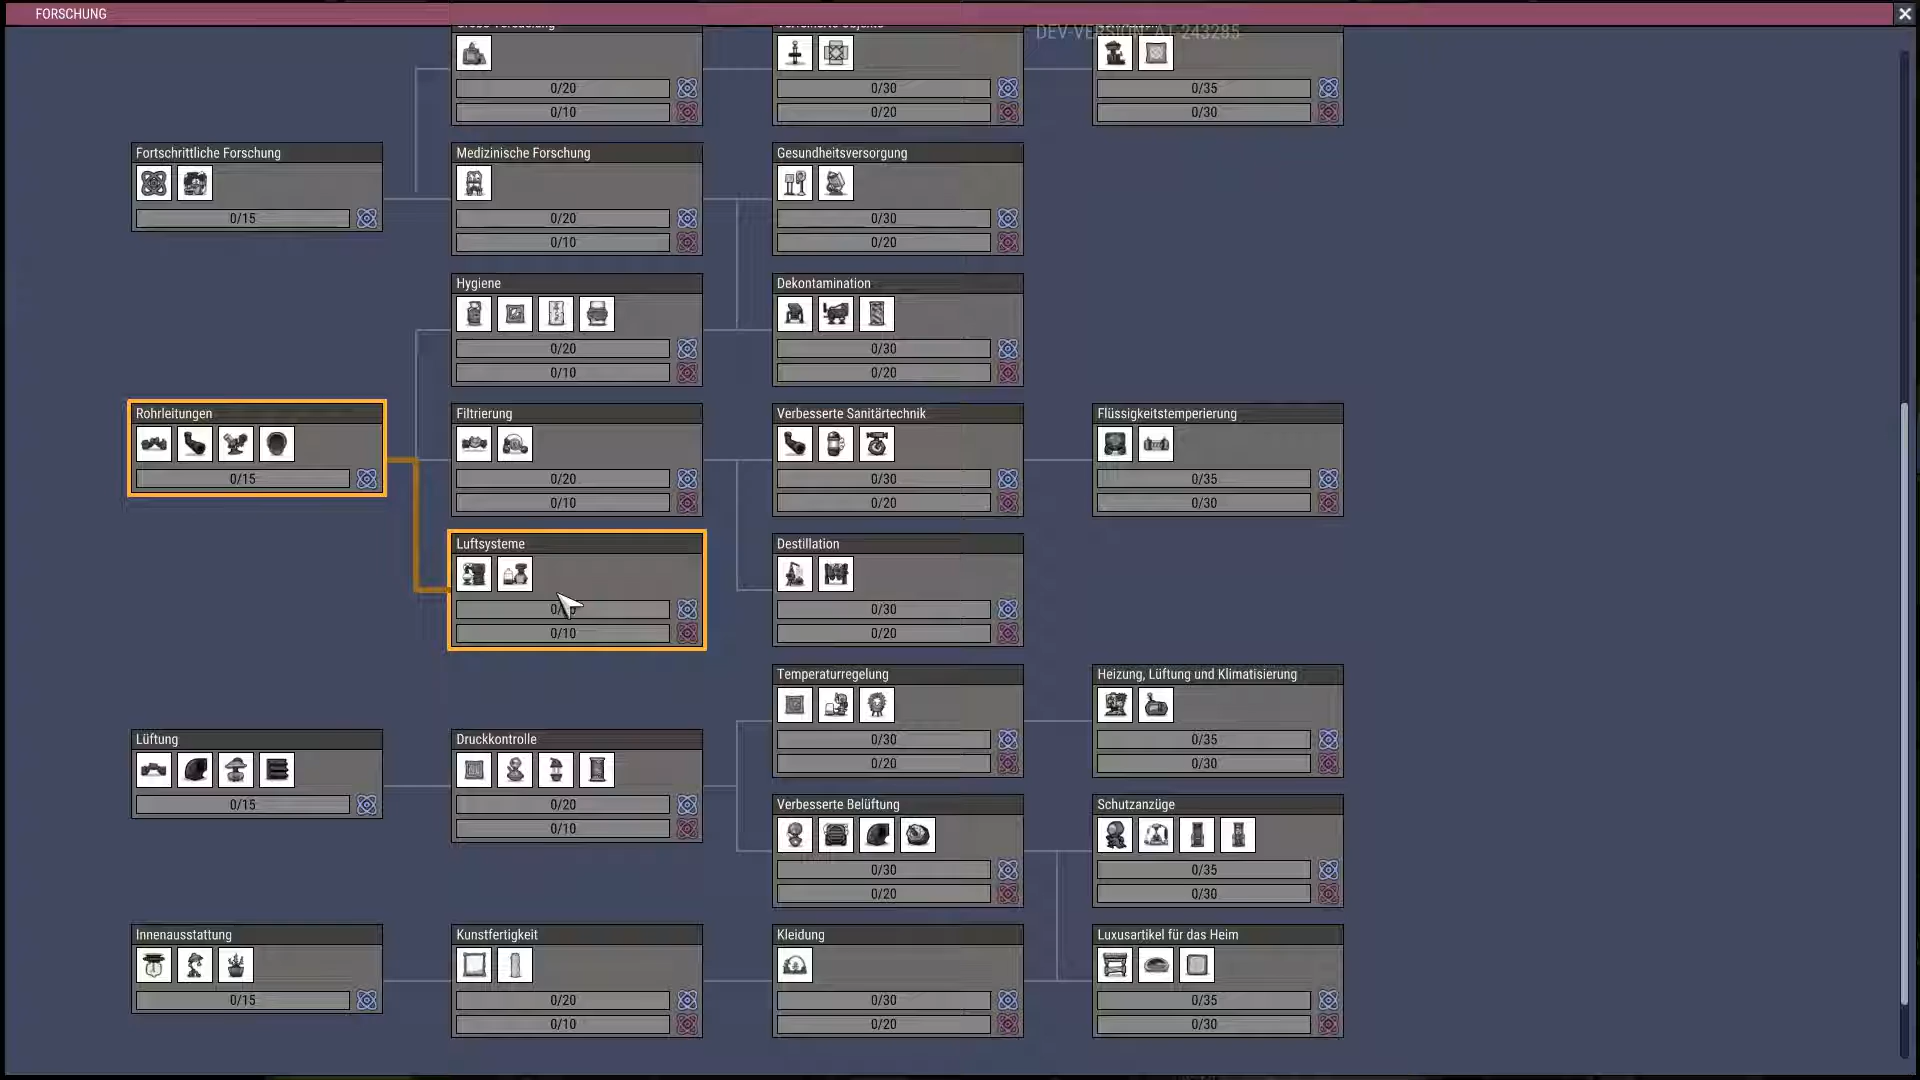 FORSCHUNG
DEV-VERSION: AT-243285
0/20
0/10
0/30
0/20
0/35
0/30
Fortschrittliche Forschung
0/15
Medizinische Forschung
0/20
0/10
Gesundheitsversorgung
0/30
0/20
Hygiene
0/20
0/10
Dekontamination
0/30
0/20
Rohrleitungen
0/15
Filtrierung
0/20
0/10
Verbesserte Sanitärtechnik
0/30
0/20
Flüssigkeitstemperierung
0/35
0/30
Luftsysteme
0/10
Destillation
0/30
0/20
Temperaturregelung
0/30
0/20
Heizung, Lüftung und Klimatisierung
0/35
0/30
Lüftung
0/15
Druckkontrolle
0/20
0/10
Verbesserte Belüftung
0/30
0/20
Schutzanzüge
0/35
0/30
Innenausstattung
0/15
Kunstfertigkeit
0/20
0/10
Kleidung
0/30
0/20
Luxusartikel für das Heim
0/35
0/30